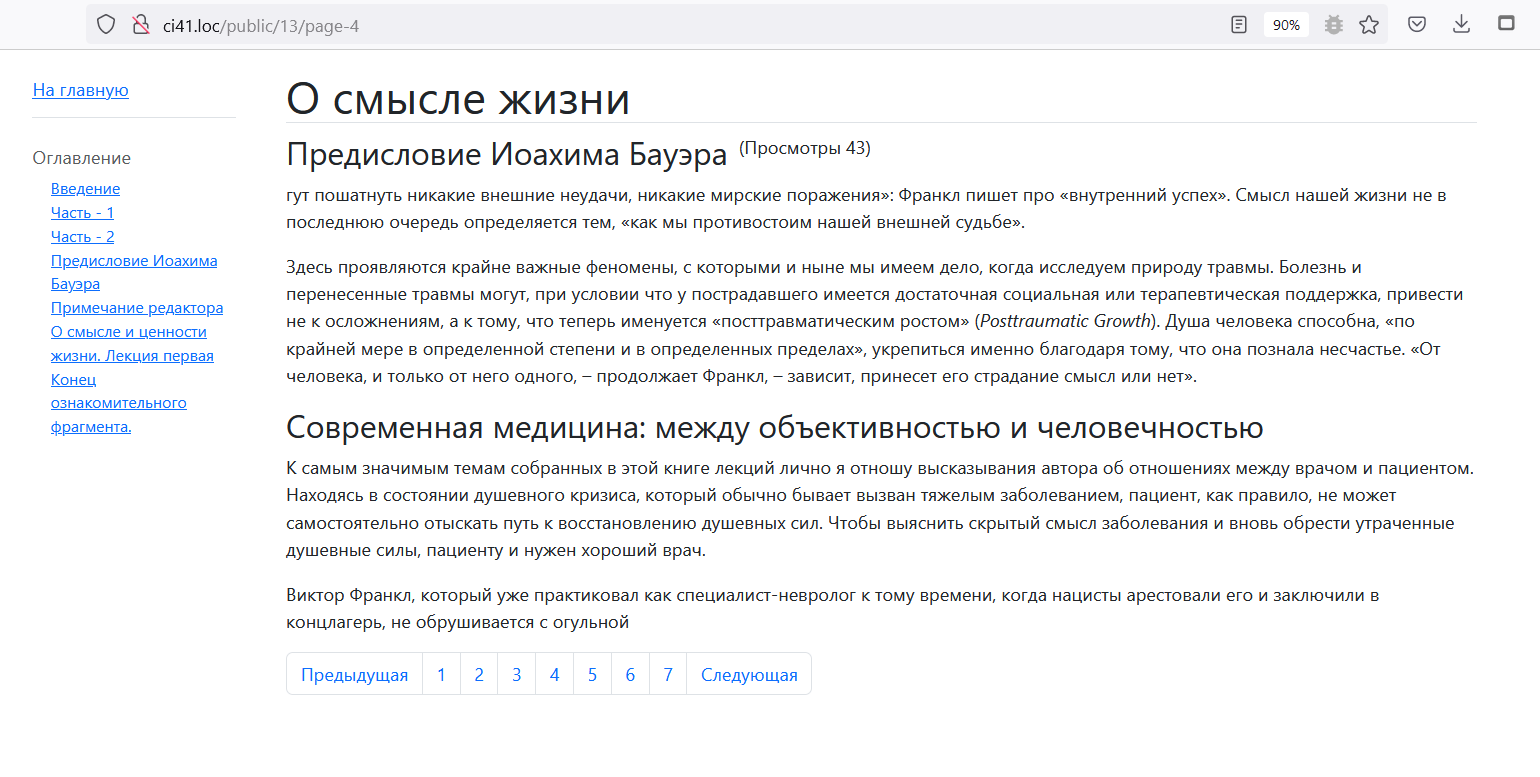 ci41.loc/public/13/page-4
90%
На главную
Оглавление
Введение
Часть - 1
Часть - 2
Предисловие Иоахима
Бауэра
Примечание редактора
О смысле и ценности
жизни. Лекция первая
Конец
ознакомительного
фрагмента.
О смысле жизни
Предисловие Иоахима Бауэра (Просмотры 43)
гут пошатнуть никакие внешние неудачи, никакие мирские поражения»: Франкл пишет про «внутренний успех». Смысл нашей жизни не в
последнюю очередь определяется тем, «как мы противостоим нашей внешней судьбе».
Здесь проявляются крайне важные феномены, с которыми и ныне мы имеем дело, когда исследуем природу травмы. Болезнь и
перенесенные травмы могут, при условии что у пострадавшего имеется достаточная социальная или терапевтическая поддержка, привести
не к осложнениям, а к тому, что теперь именуется «посттравматическим ростом» (Posttraumatic Growth). Душа человека способна, «по
крайней мере в определенной степени и в определенных пределах», укрепиться именно благодаря тому, что она познала несчастье. «От
человека, и только от него одного, – продолжает Франкл, – зависит, принесет его страдание смысл или нет».
Современная медицина: между объективностью и человечностью
К самым значимым темам собранных в этой книге лекций лично я отношу высказывания автора об отношениях между врачом и пациентом.
Находясь в состоянии душевного кризиса, который обычно бывает вызван тяжелым заболеванием, пациент, как правило, не может
самостоятельно отыскать путь к восстановлению душевных сил. Чтобы выяснить скрытый смысл заболевания и вновь обрести утраченные
душевные силы, пациенту и нужен хороший врач.
Виктор Франкл, который уже практиковал как специалист-невролог к тому времени, когда нацисты арестовали его и заключили в
концлагерь, не обрушивается с огульной
Предыдущая 1 2 3 4 5 6 7 Следующая